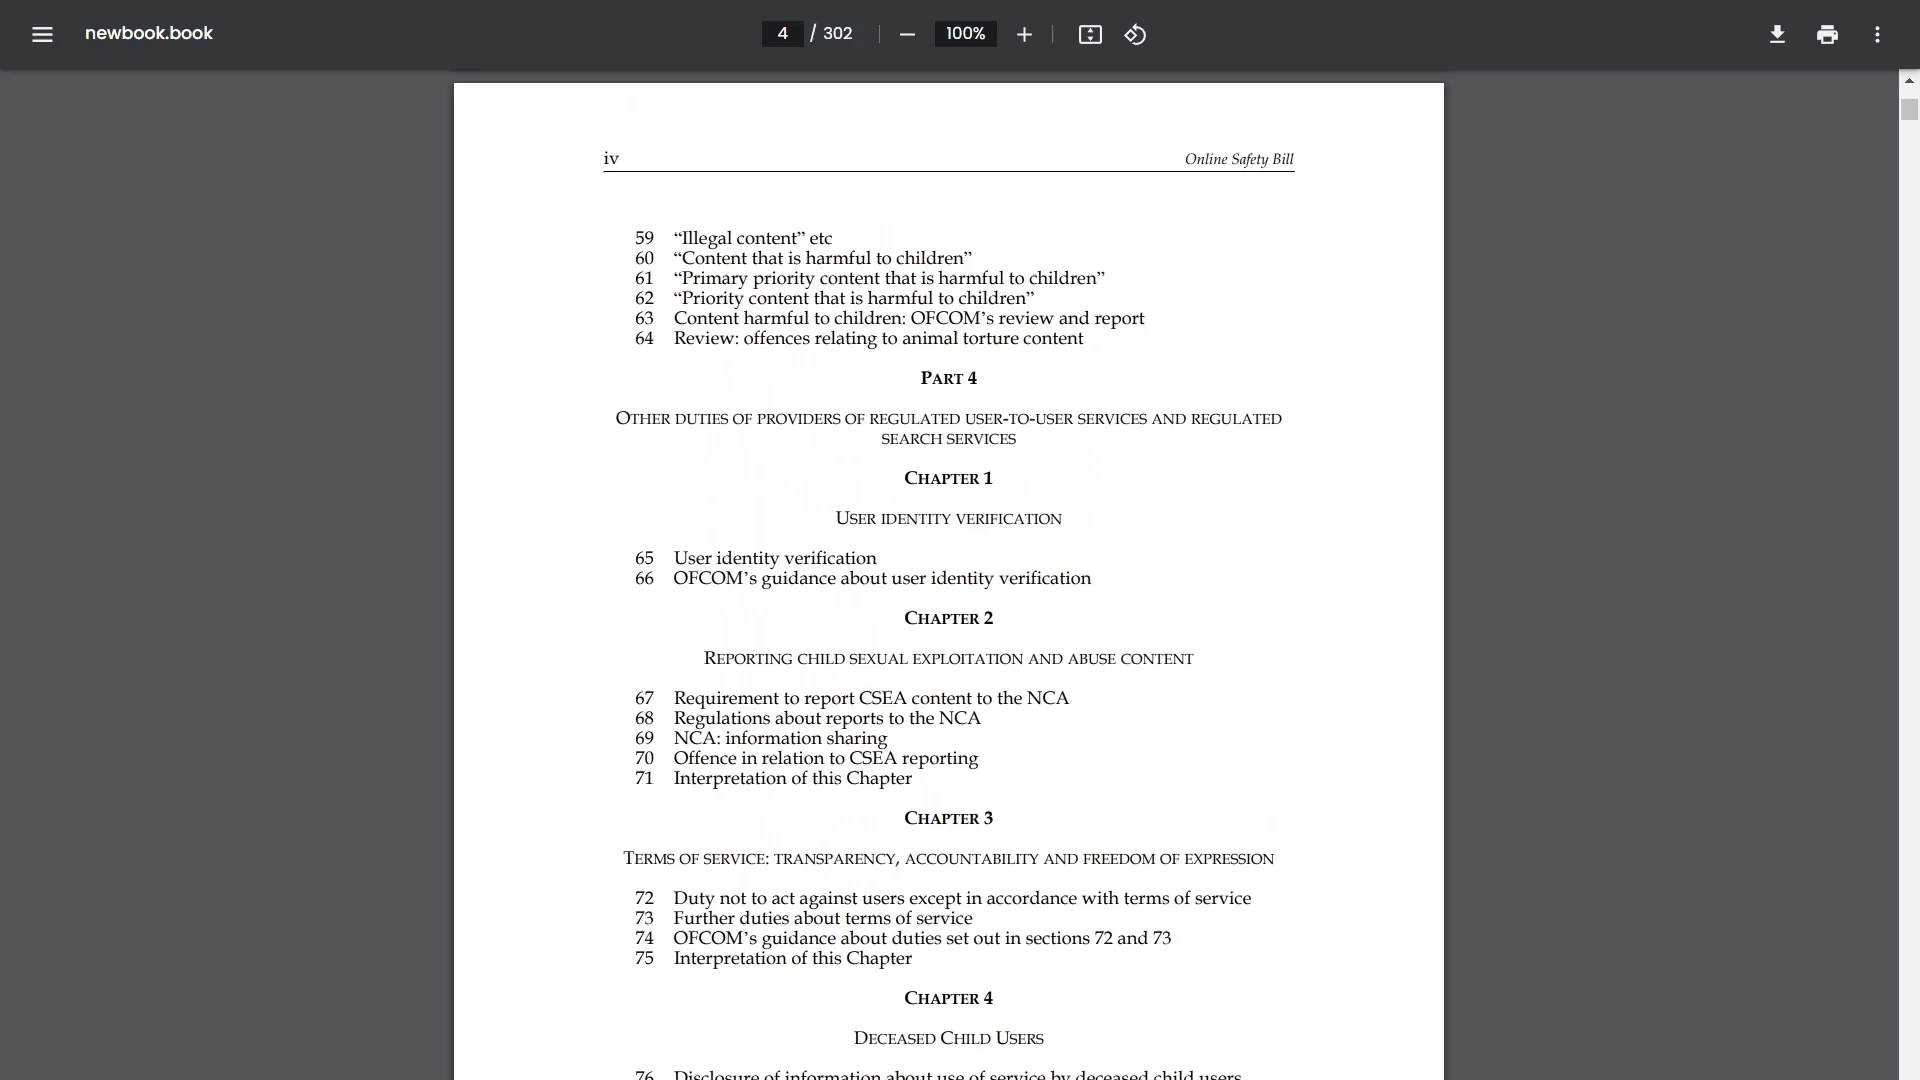 newbook.book
4 / 302
100%
iv
Online Safety Bill
59 “Illegal content” etc
60 “Content that is harmful to children”
61 “Primary priority content that is harmful to children”
62 “Priority content that is harmful to children”
63 Content harmful to children: OFCOM’s review and report
64 Review: offences relating to animal torture content
PART 4
OTHER DUTIES OF PROVIDERS OF REGULATED USER-TO-USER SERVICES AND REGULATED
SEARCH SERVICES
CHAPTER 1
USER IDENTITY VERIFICATION
65 User identity verification
66 OFCOM’s guidance about user identity verification
CHAPTER 2
REPORTING CHILD SEXUAL EXPLOITATION AND ABUSE CONTENT
67 Requirement to report CSEA content to the NCA
68 Regulations about reports to the NCA
69 NCA: information sharing
70 Offence in relation to CSEA reporting
71 Interpretation of this Chapter
CHAPTER 3
TERMS OF SERVICE: TRANSPARENCY, ACCOUNTABILITY AND FREEDOM OF EXPRESSION
72 Duty not to act against users except in accordance with terms of service
73 Further duties about terms of service
74 OFCOM’s guidance about duties set out in sections 72 and 73
75 Interpretation of this Chapter
CHAPTER 4
DECEASED CHILD USERS
76 Disclosure of information about use of service by deceased child users